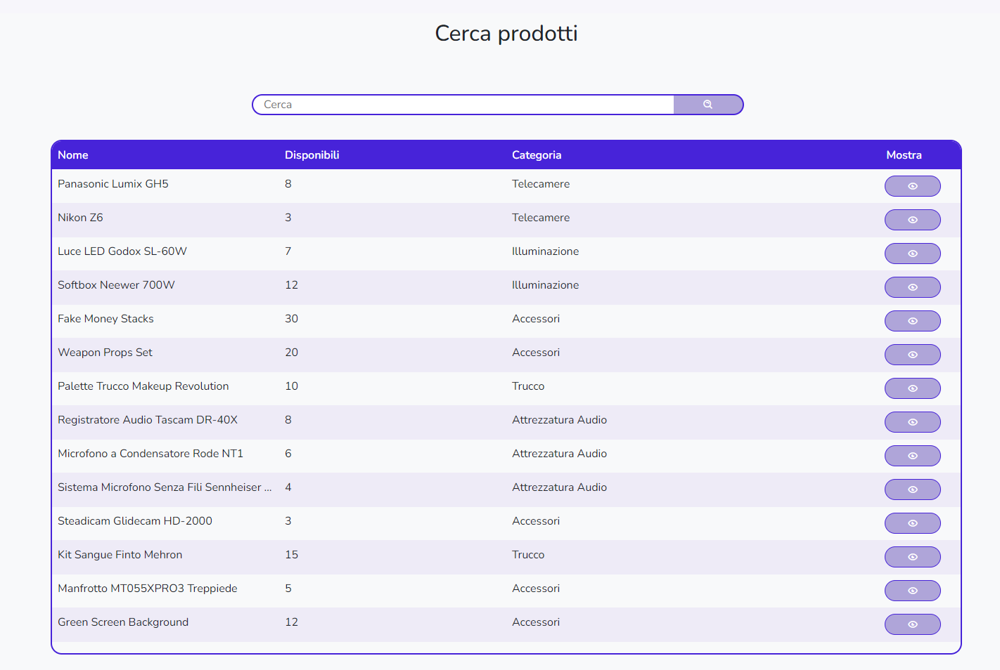 Cerca prodotti
Cerca
Nome Disponibili Categoria Mostra
Panasonic Lumix GH5 8 Telecamere
Nikon Z6 3 Telecamere
Luce LED Godox SL-60W 7 Illuminazione
Softbox Neewer 700W 12 Illuminazione
Fake Money Stacks 30 Accessori
Weapon Props Set 20 Accessori
Palette Trucco Makeup Revolution 10 Trucco
Registratore Audio Tascam DR-40X 8 Attrezzatura Audio
Microfono a Condensatore Rode NT1 6 Attrezzatura Audio
Sistema Microfono Senza Fili Sennheiser ... 4 Attrezzatura Audio
Steadicam Glidecam HD-2000 3 Accessori
Kit Sangue Finto Mehron 15 Trucco
Manfrotto MT055XPRO3 Treppiede 5 Accessori
Green Screen Background 12 Accessori